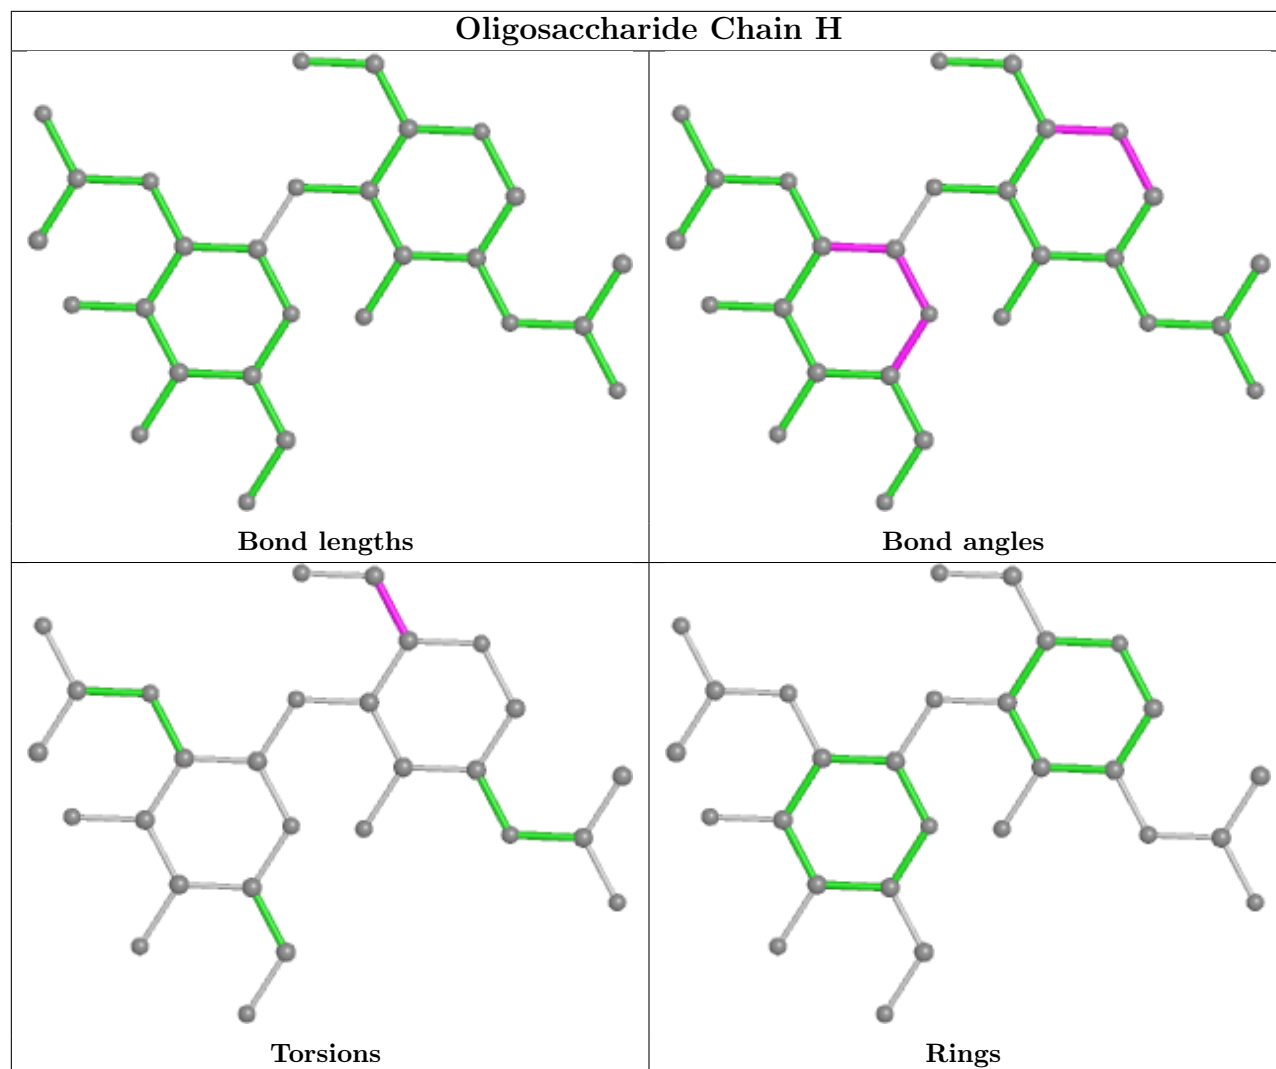 Oligosaccharide Chain H
Bond lengths
Bond angles
Torsions
Rings